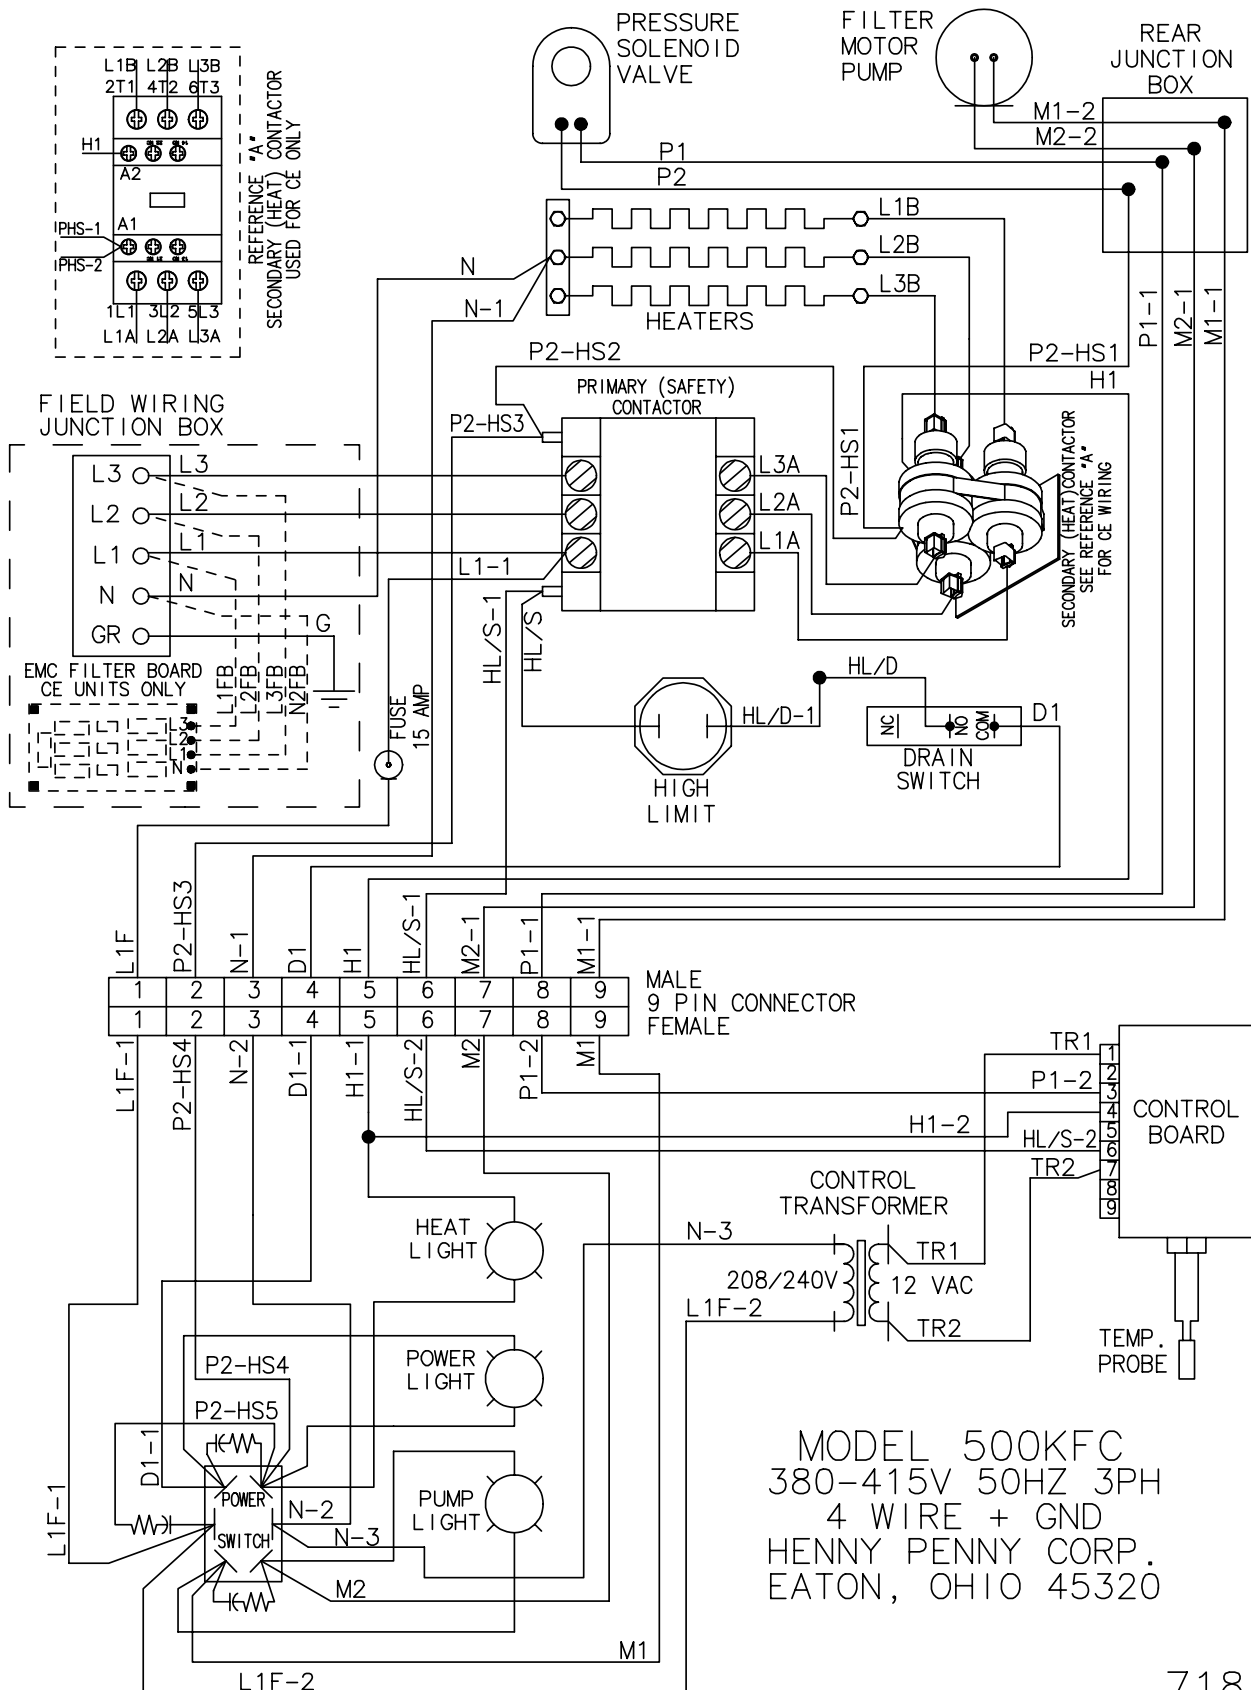 PRESSURE
SOLENOID
VALVE
FILTER
MOTOR
PUMP
REAR
JUNCTION
BOX
L1B L2B L3B
2T1 4T2 6T3
H1
A2
A1
PHS-1
PHS-2
1L1 3L2 5L3
L1A L2A L3A
REFERENCE "A"
SECONDARY (HEAT) CONTACTOR
USED FOR CE ONLY
M1-2
M2-2
P1
P2
L1B
L2B
L3B
HEATERS
N
N-1
P1-1
M2-1
M1-1
P2-HS2
P2-HS1
H1
PRIMARY (SAFETY)
CONTACTOR
P2-HS3
P2-HS1
L3A
L2A
L1A
SECONDARY (HEAT) CONTACTOR
SEE REFERENCE "A"
FOR CE WIRING
FIELD WIRING
JUNCTION BOX
L3 L3
L2 L2
L1 L1
N N
GR G
L1-1
EMC FILTER BOARD
CE UNITS ONLY
L1FB
L2FB
L3FB
N2FB
L3
L2
L1
N
FUSE
15 AMP
HL/S-1
HL/S
HL/D
HL/D-1
HIGH
LIMIT
NC
NO
COM
D1
DRAIN
SWITCH
L1F
P2-HS3
N-1
D1
H1
HL/S-1
M2-1
P1-1
M1-1
1 2 3 4 5 6 7 8 9
1 2 3 4 5 6 7 8 9
MALE
9 PIN CONNECTOR
FEMALE
L1F-1
P2-HS4
N-2
D1-1
H1-1
HL/S-2
M2
P1-2
M1
TR1
P1-2
H1-2
HL/S-2
TR2
1
2
3
4
5
6
7
8
9
CONTROL
BOARD
CONTROL
TRANSFORMER
N-3
208/240V
L1F-2
TR1
12 VAC
TR2
TEMP.
PROBE
HEAT
LIGHT
POWER
LIGHT
PUMP
LIGHT
P2-HS4
P2-HS5
D1-1
L1F-1
POWER
SWITCH
N-2
N-3
M2
M1
L1F-2
MODEL 500KFC
380-415V 50HZ 3PH
4 WIRE + GND
HENNY PENNY CORP.
EATON, OHIO 45320
718